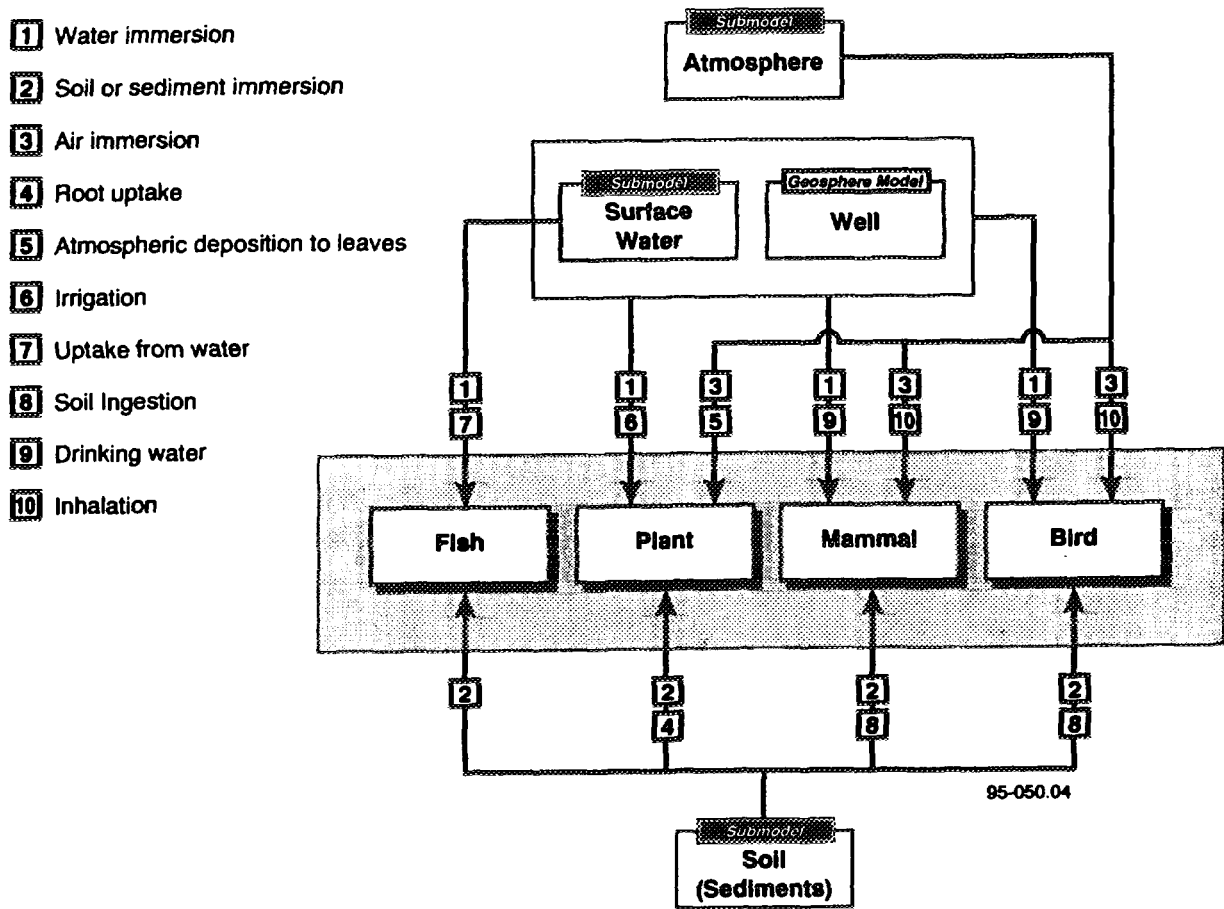 1 Water immersion
2 Soil or sediment immersion
3 Air immersion
4 Root uptake
5 Atmospheric deposition to leaves
6 Irrigation
7 Uptake from water
8 Soil Ingestion
9 Drinking water
10 Inhalation
Submodel
Atmosphere
Submodel
Surface
Water
Geosphere Model
Well
1 1 3 1 3 1 3
7 6 5 9 10 9 10
Fish Plant Mammal Bird
2 2 2 2
4 8 8
95-050.04
Submodel
Soil
(Sediments)